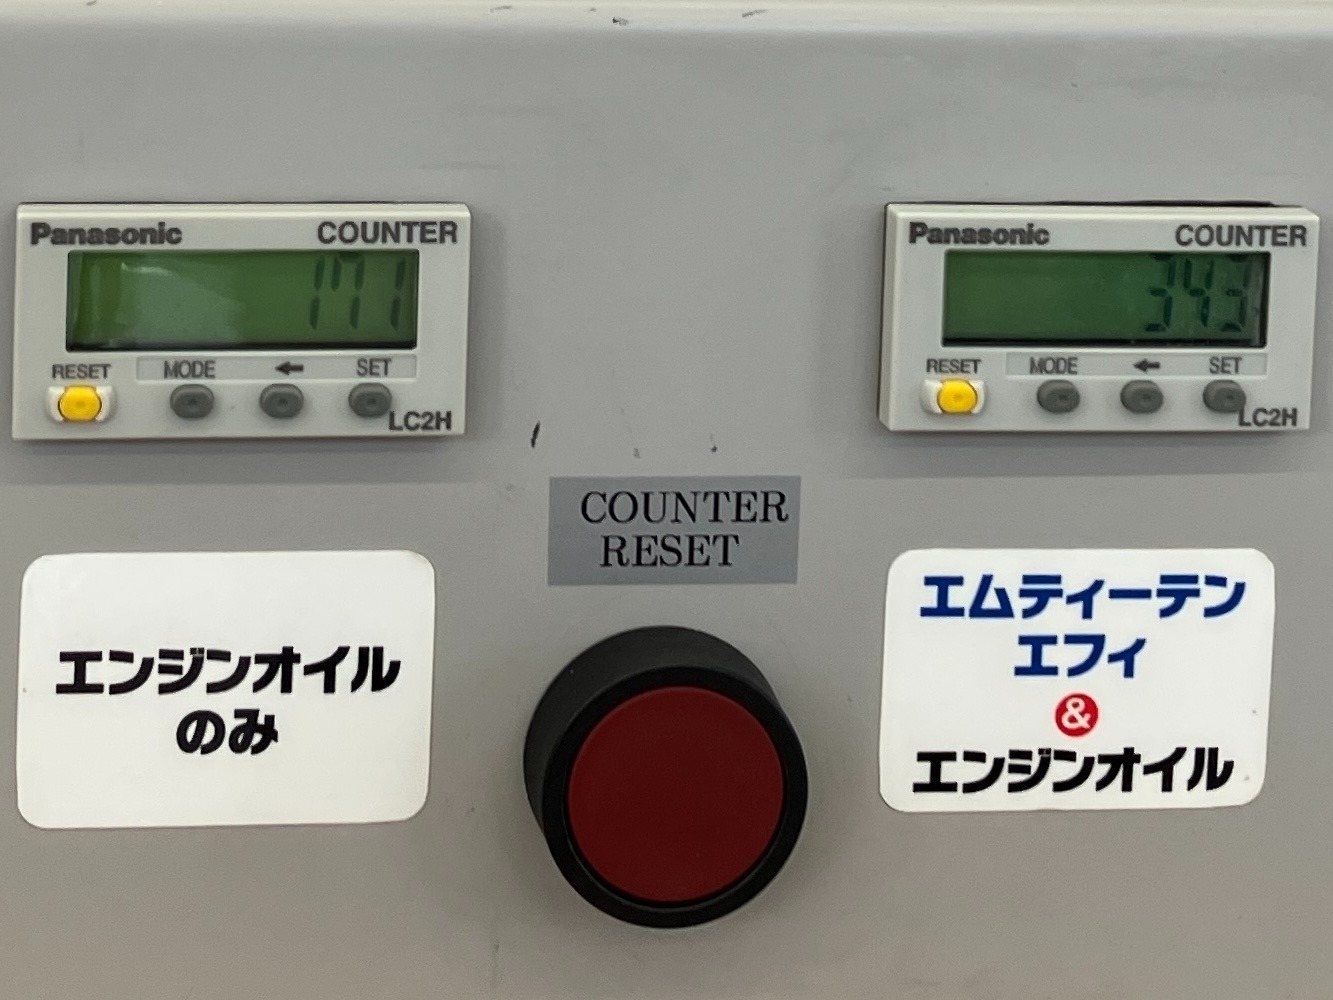 Panasonic COUNTER
171
RESET MODE ← SET
LC2H
Panasonic COUNTER
343
RESET MODE ← SET
LC2H
COUNTER
RESET
エンジンオイル
のみ
エムティーテン
エフィ
&
エンジンオイル